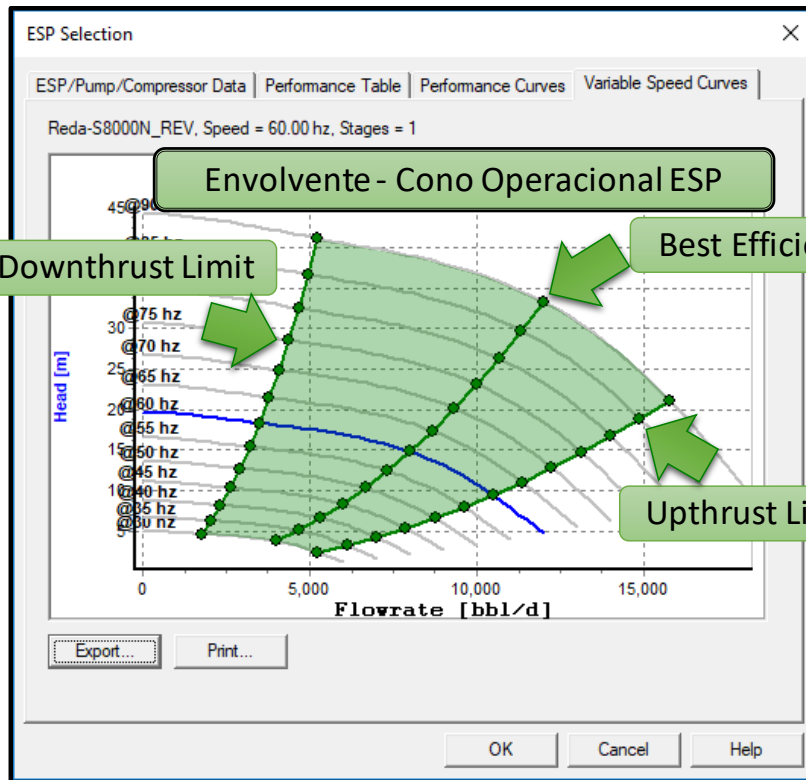 ESP Selection
ESP/Pump/Compressor Data
Performance Table
Performance Curves
Variable Speed Curves
Reda-S8000N_REV, Speed = 60.00 hz, Stages = 1
Envolvente - Cono Operacional ESP
Downthrust Limit
Best Effici
Upthrust Li
45
30
25
20
15
10
5
@90
@75 hz
@70 hz
@65 hz
@60 hz
@55 hz
@50 hz
@45 hz
@40 hz
@35 hz
@30 hz
Head [m]
0
5,000
10,000
15,000
Flowrate [bbl/d]
Export...
Print...
OK
Cancel
Help